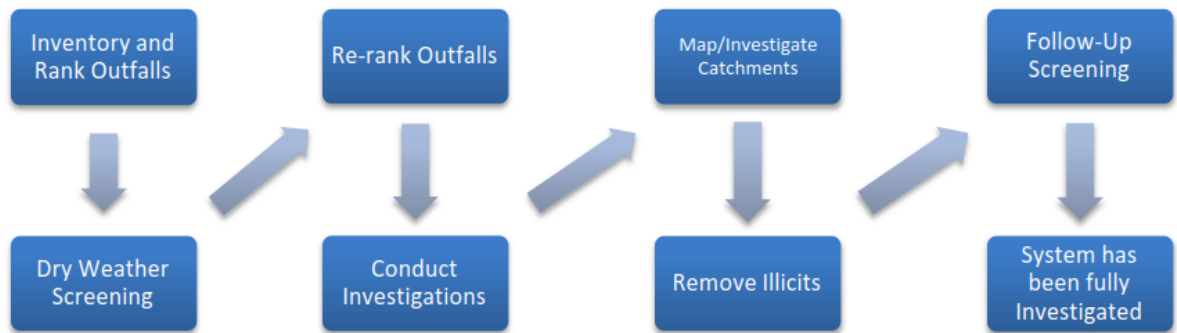 Inventory and
Rank Outfalls
Dry Weather
Screening
Re-rank Outfalls
Conduct
Investigations
Map/Investigate
Catchments
Remove Illicits
Follow-Up
Screening
System has
been fully
Investigated